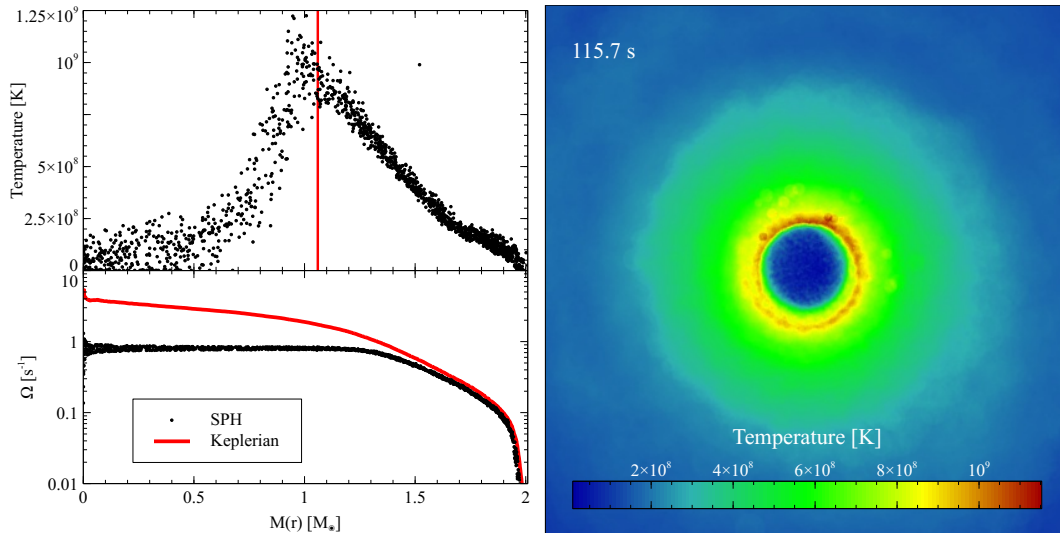 1.25×10⁹
10⁹
5×10⁸
2.5×10⁸
0
Temperature [K]
10
1
0.1
0.01
Ω [s⁻¹]
SPH
Keplerian
0
0.5
1
1.5
2
M(r) [M☉]
115.7 s
Temperature [K]
2×10⁸
4×10⁸
6×10⁸
8×10⁸
10⁹